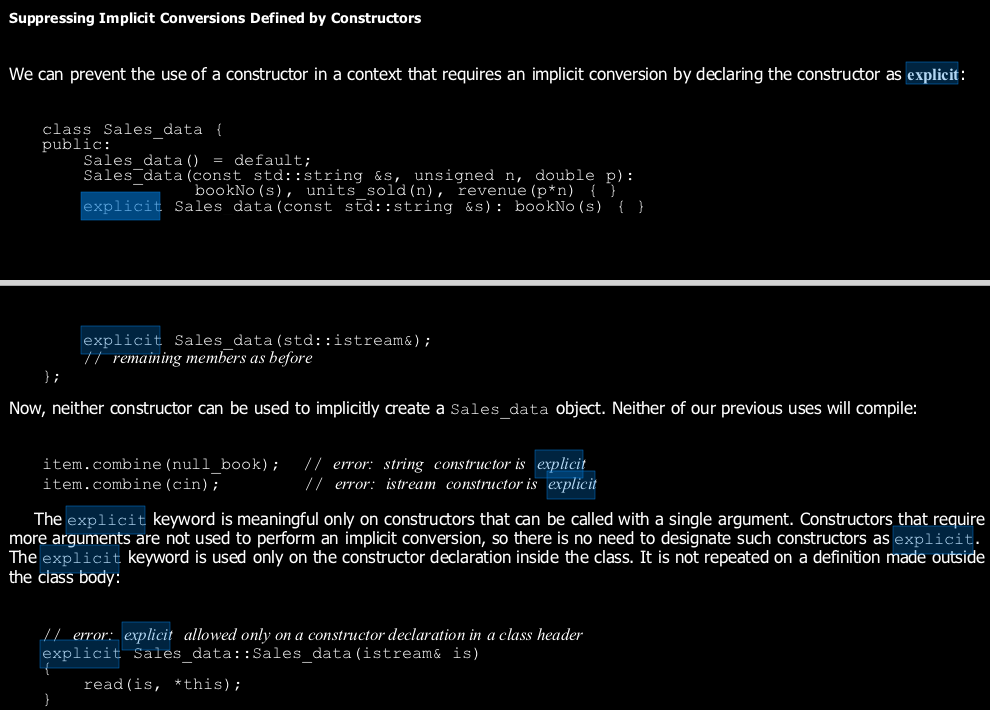 Suppressing Implicit Conversions Defined by Constructors
We can prevent the use of a constructor in a context that requires an implicit conversion by declaring the constructor as explicit:
class Sales_data {
public:
    Sales_data() = default;
    Sales_data(const std::string &s, unsigned n, double p):
               bookNo(s), units_sold(n), revenue(p*n) { }
    explicit Sales data(const std::string &s): bookNo(s) { }
    explicit Sales_data(std::istream&);
    // remaining members as before
};
Now, neither constructor can be used to implicitly create a Sales_data object. Neither of our previous uses will compile:
item.combine(null_book);  // error: string constructor is explicit
item.combine(cin);        // error: istream constructor is explicit
The explicit keyword is meaningful only on constructors that can be called with a single argument. Constructors that require
more arguments are not used to perform an implicit conversion, so there is no need to designate such constructors as explicit.
The explicit keyword is used only on the constructor declaration inside the class. It is not repeated on a definition made outside
the class body:
// error: explicit allowed only on a constructor declaration in a class header
explicit Sales_data::Sales_data(istream& is)
{
    read(is, *this);
}